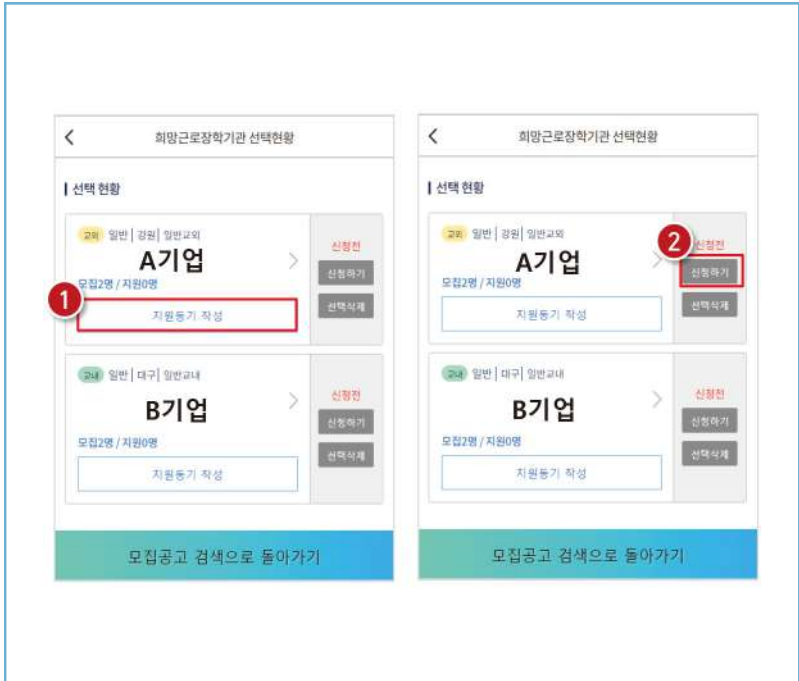 희망근로장학기관 선택현황
선택 현황
교외 일반 | 강원 | 일반교외
신청전
A기업
신청하기
모집2명 / 지원0명
1
선택삭제
지원동기 작성
교내 일반 | 대구 | 일반교내
신청전
B기업
신청하기
모집2명 / 지원0명
선택삭제
지원동기 작성
모집공고 검색으로 돌아가기
희망근로장학기관 선택현황
선택 현황
교외 일반 | 강원 | 일반교외
2
신청전
A기업
신청하기
모집2명 / 지원0명
선택삭제
지원동기 작성
교내 일반 | 대구 | 일반교내
신청전
B기업
신청하기
모집2명 / 지원0명
선택삭제
지원동기 작성
모집공고 검색으로 돌아가기